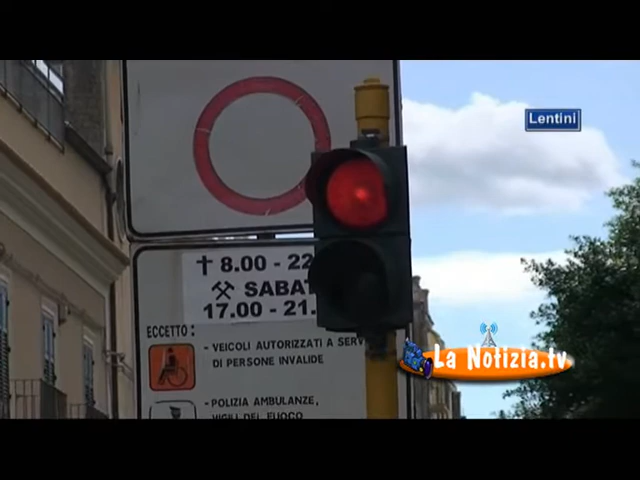 Lentini
8.00 - 22
SABAT
17.00 - 21.
ECCETTO:
- VEICOLI AUTORIZZATI A SERV
DI PERSONE INVALIDE
- POLIZIA AMBULANZE,
VIGILI DEL FUOCO
La Notizia.tv